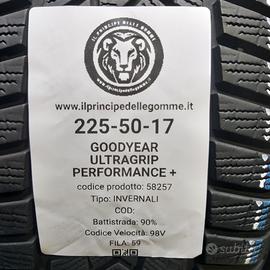 IL PRINCIPE DELLE GOMME
www.ilprincipedellegomme.it
225-50-17
GOODYEAR
ULTRAGRIP
PERFORMANCE +
codice prodotto: 58257
Tipo: INVERNALI
COD:
Battistrada: 90%
Codice Velocità: 98V
FILA: 59
subito